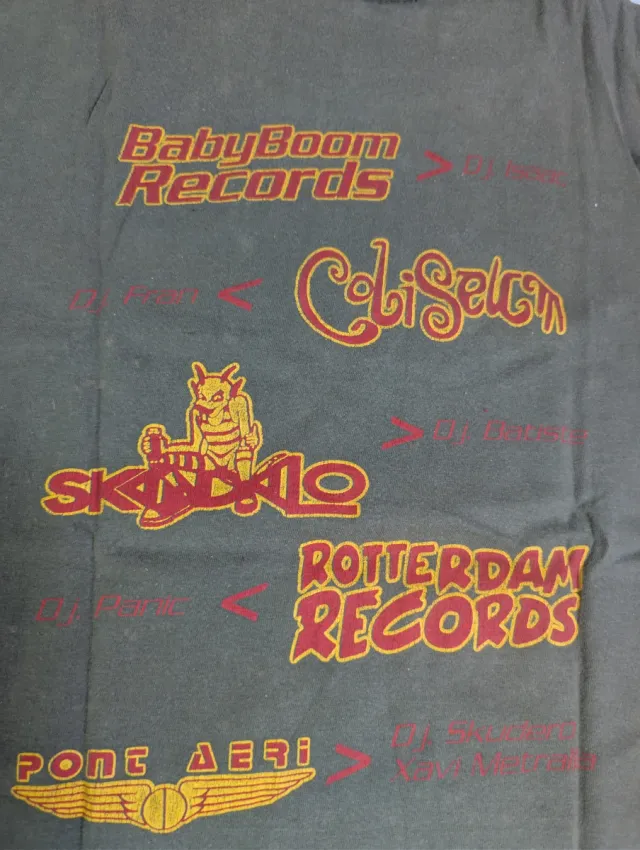 BabyBoom
Records > Dj Isaac
Dj Fran < Coliseum
SKANDALO > Dj Batiste
Dj Panic < ROTTERDAM
RECORDS
PONT AERI > Dj Skudero
Xavi Metralla